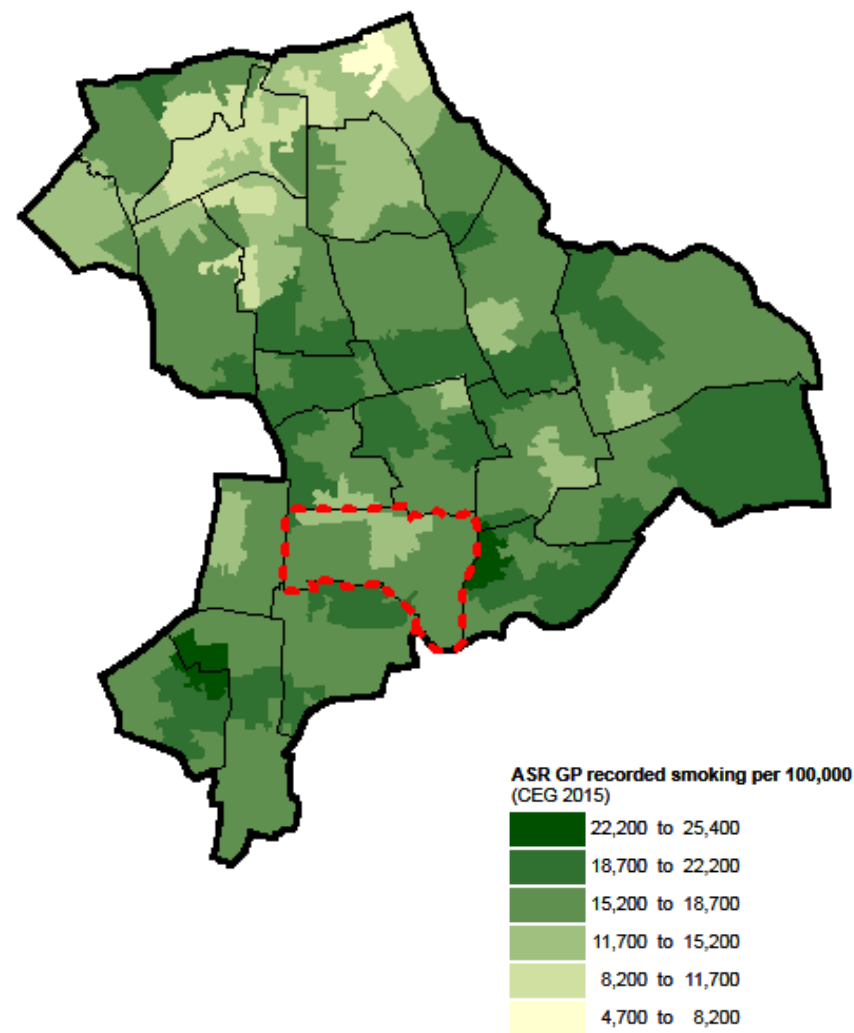 ASR GP recorded smoking per 100,000
(CEG 2015)
22,200 to 25,400
18,700 to 22,200
15,200 to 18,700
11,700 to 15,200
8,200 to 11,700
4,700 to 8,200